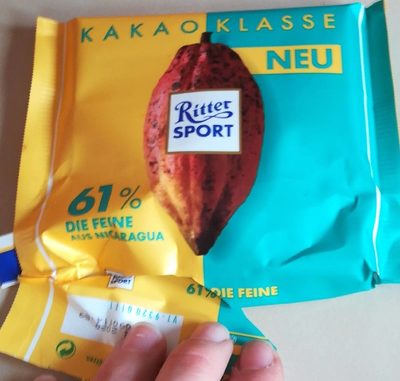 KAKAO KLASSE
NEU
Ritter
SPORT
61%
DIE FEINE
AUS NICARAGUA
61% DIE FEINE